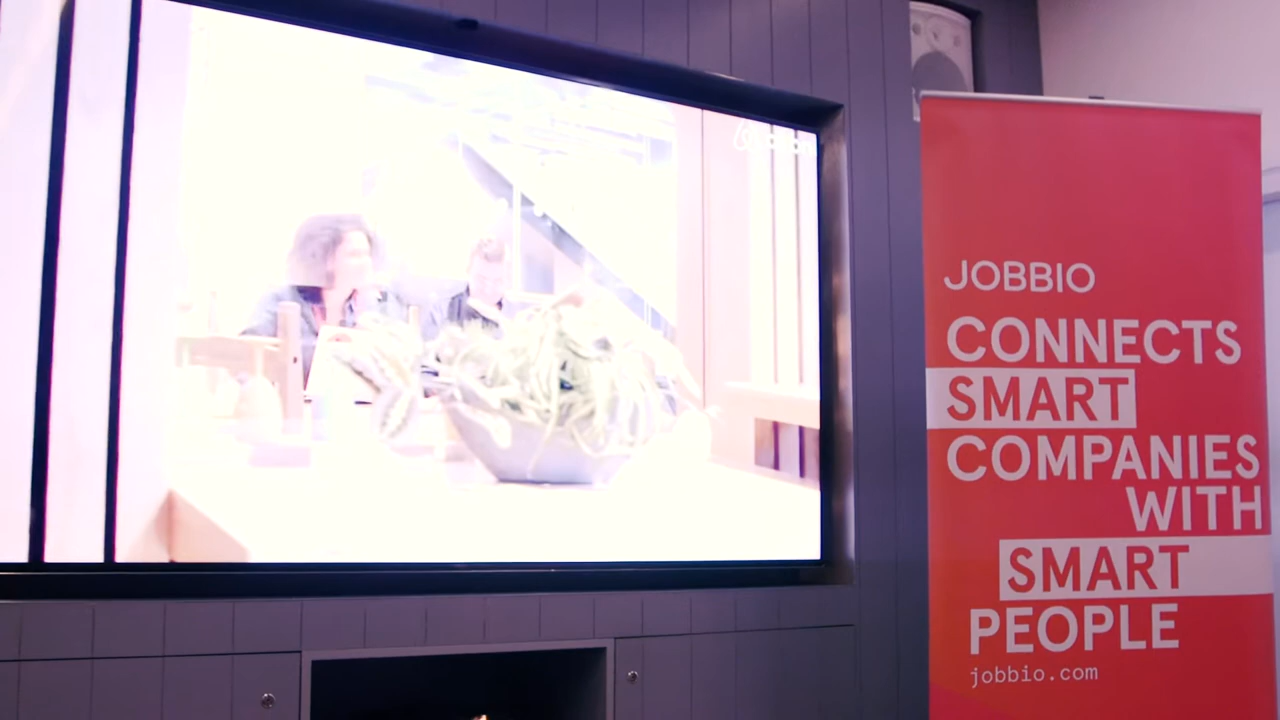 JOBBIO
CONNECTS
SMART
COMPANIES
WITH
SMART
PEOPLE
jobbio.com